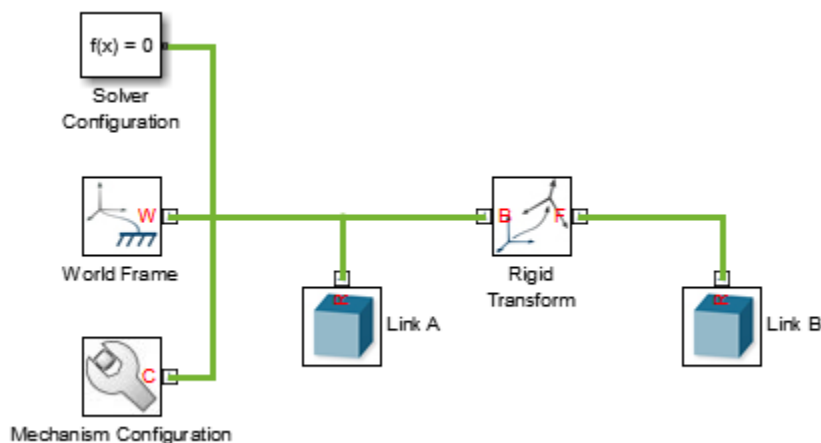 f(x) = 0
Solver
Configuration
W
World Frame
R
Link A
B F
Rigid
Transform
R
Link B
C
Mechanism Configuration